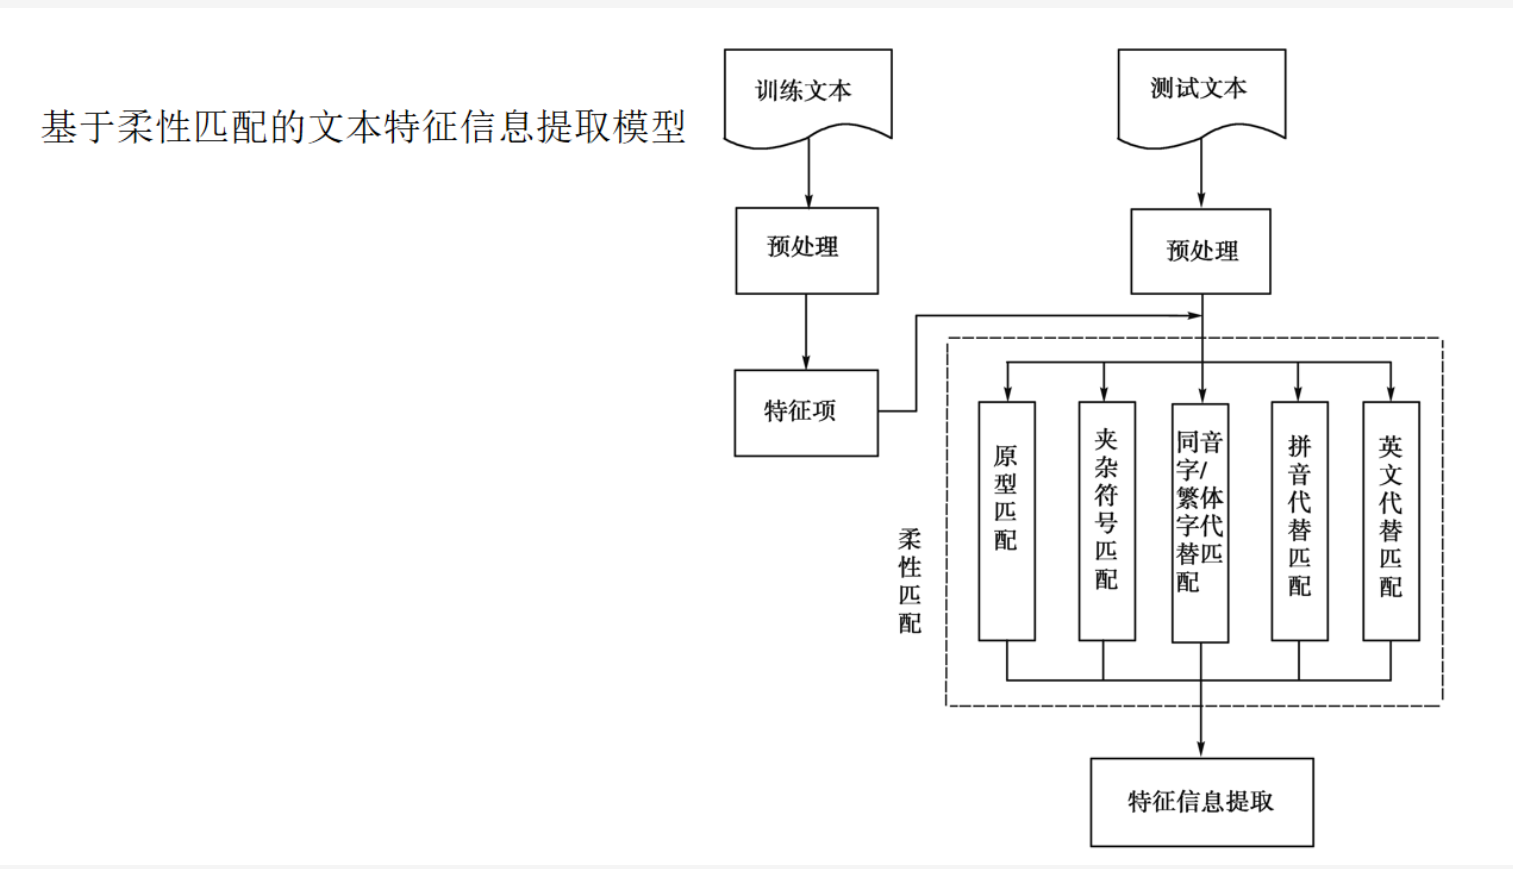 基于柔性匹配的文本特征信息提取模型
训练文本
测试文本
预处理
预处理
特征项
柔性匹配
原型匹配
夹杂符号匹配
同音
字/
繁体
字代
替匹
配
拼音代替匹配
英文代替匹配
特征信息提取